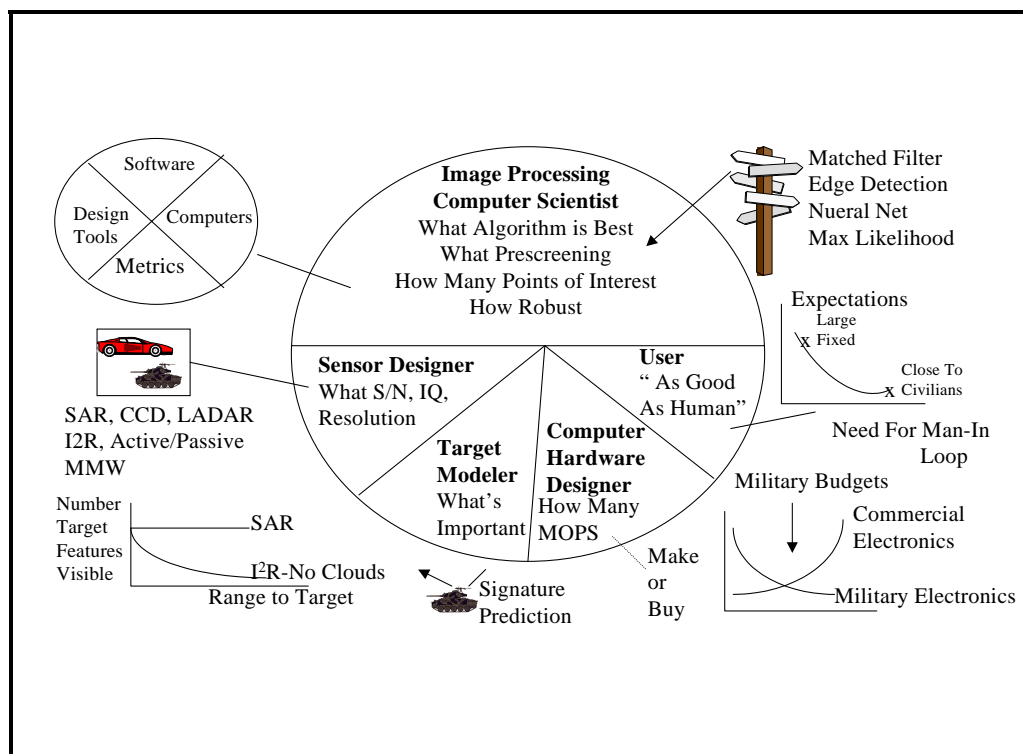 Software
Design
Tools
Computers
Metrics
Image Processing
Computer Scientist
What Algorithm is Best
What Prescreening
How Many Points of Interest
How Robust
Matched Filter
Edge Detection
Nueral Net
Max Likelihood
Expectations
Large
x Fixed
Close To
x Civilians
Sensor Designer
What S/N, IQ,
Resolution
User
“ As Good
As Human”
SAR, CCD, LADAR
I2R, Active/Passive
MMW
Target
Modeler
What’s
Important
Computer
Hardware
Designer
How Many
MOPS
Need For Man-In
Loop
Military Budgets
Commercial
Electronics
Military Electronics
Number
Target
Features
Visible
SAR
I²R-No Clouds
Range to Target
Signature
Prediction
Make
or
Buy